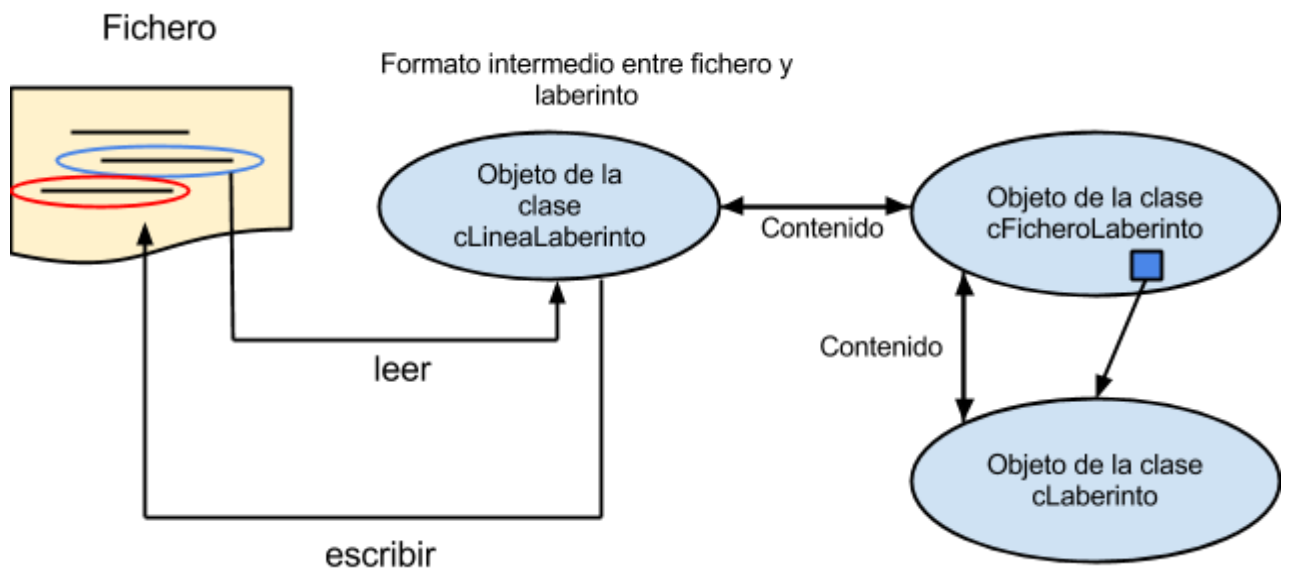 Fichero
Formato intermedio entre fichero y
laberinto
Objeto de la
clase
cLineaLaberinto
Contenido
Objeto de la clase
cFicheroLaberinto
leer
Contenido
Objeto de la clase
cLaberinto
escribir